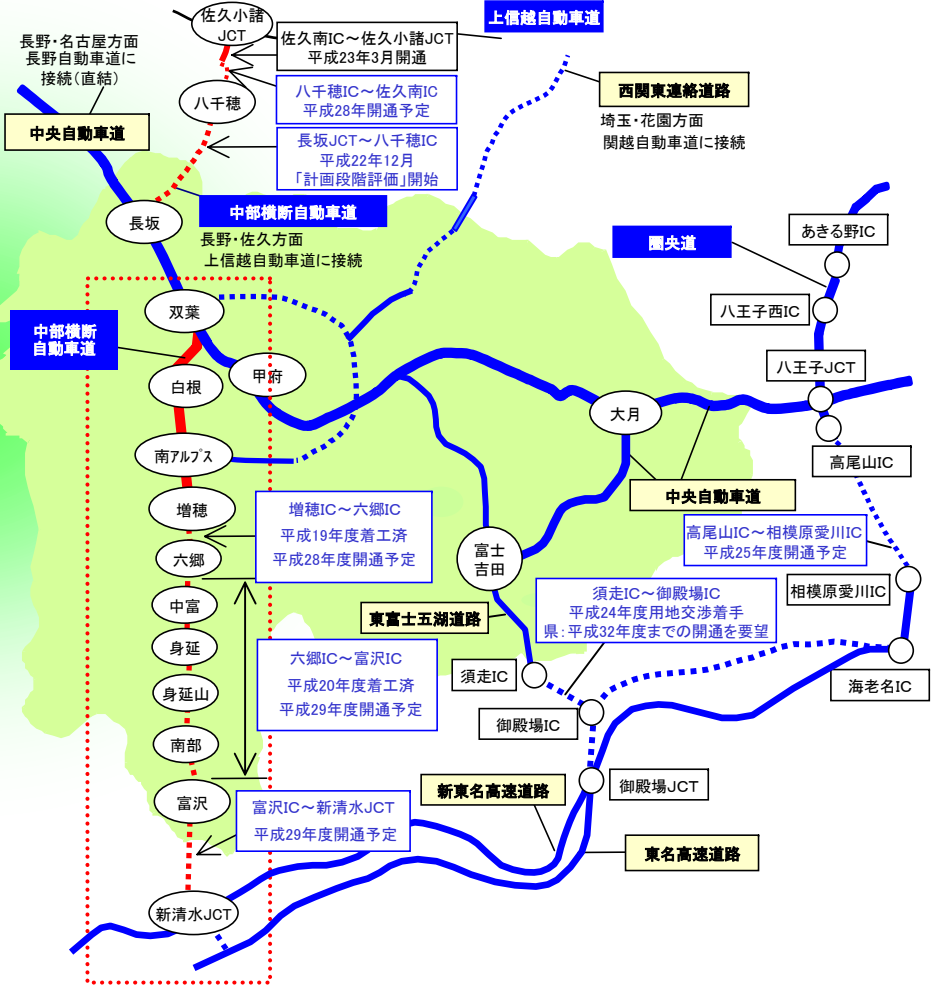 佐久小諸
JCT
上信越自動車道
佐久南IC～佐久小諸JCT
平成23年3月開通
長野・名古屋方面
長野自動車道に
接続(直結)
中央自動車道
八千穂
八千穂IC～佐久南IC
平成28年開通予定
西関東連絡道路
埼玉・花園方面
関越自動車道に接続
長坂JCT～八千穂IC
平成22年12月
「計画段階評価」開始
中部横断自動車道
長野・佐久方面
上信越自動車道に接続
長坂
圏央道
あきる野IC
八王子西IC
八王子JCT
高尾山IC
双葉
中部横断
自動車道
白根
甲府
大月
南アルプス
中央自動車道
増穂
増穂IC～六郷IC
平成19年度着工済
平成28年度開通予定
高尾山IC～相模原愛川IC
平成25年度開通予定
六郷
富士
吉田
相模原愛川IC
須走IC～御殿場IC
平成24年度用地交渉着手
県：平成32年度までの開通を要望
中富
東富士五湖道路
身延
六郷IC～富沢IC
平成20年度着工済
平成29年度開通予定
須走IC
海老名IC
身延山
御殿場IC
南部
新東名高速道路
御殿場JCT
富沢
富沢IC～新清水JCT
平成29年度開通予定
東名高速道路
新清水JCT